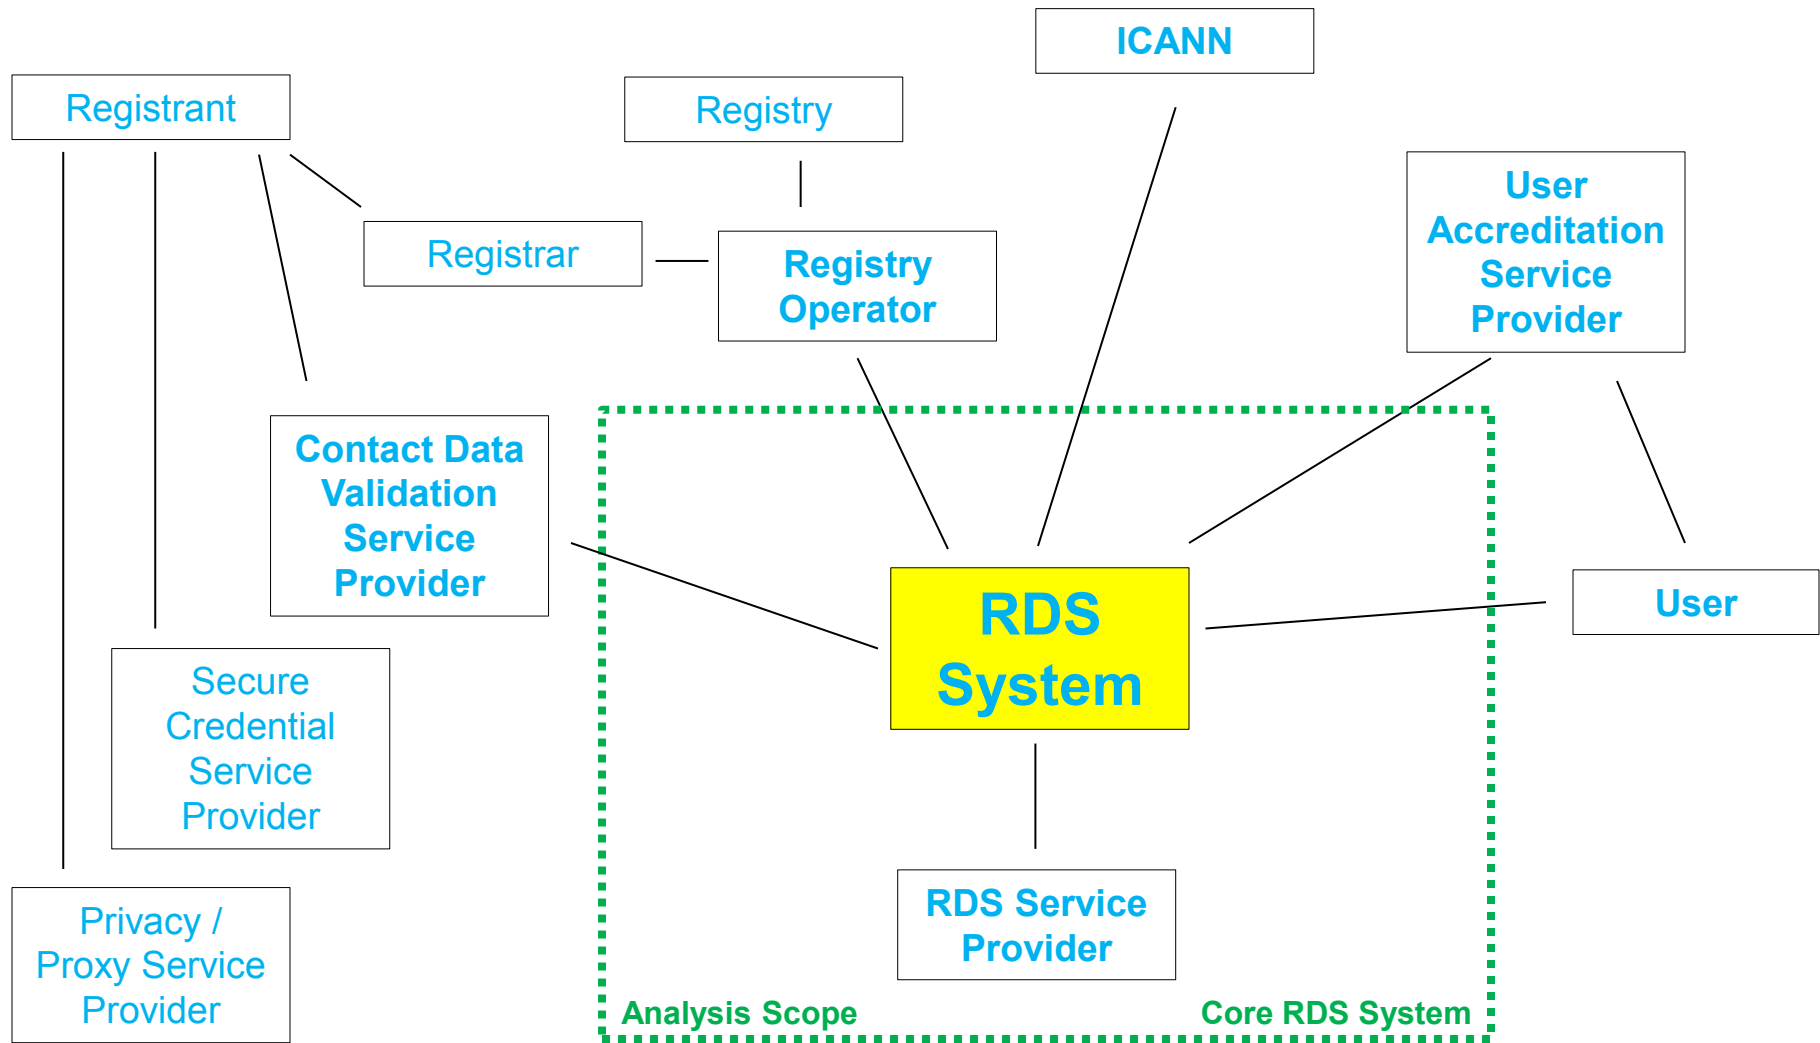 ICANN
Registrant
Registry
User
Accreditation
Service
Provider
Registrar
Registry
Operator
Contact Data
Validation
Service
Provider
RDS
System
User
Secure
Credential
Service
Provider
RDS Service
Provider
Privacy /
Proxy Service
Provider
Analysis Scope
Core RDS System